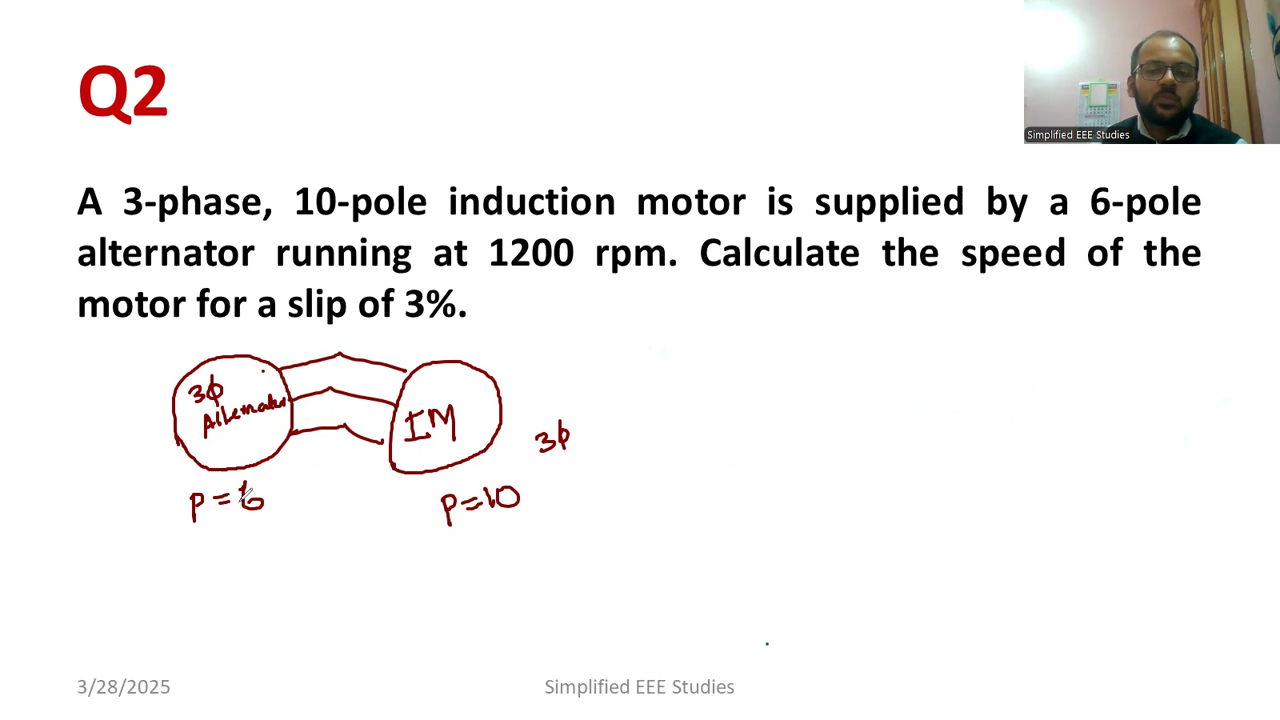 Q2
Simplified EEE Studies
A 3-phase, 10-pole induction motor is supplied by a 6-pole
alternator running at 1200 rpm. Calculate the speed of the
motor for a slip of 3%.
3ϕ
Alternator
IM
3ϕ
P = 6
P=10
3/28/2025
Simplified EEE Studies